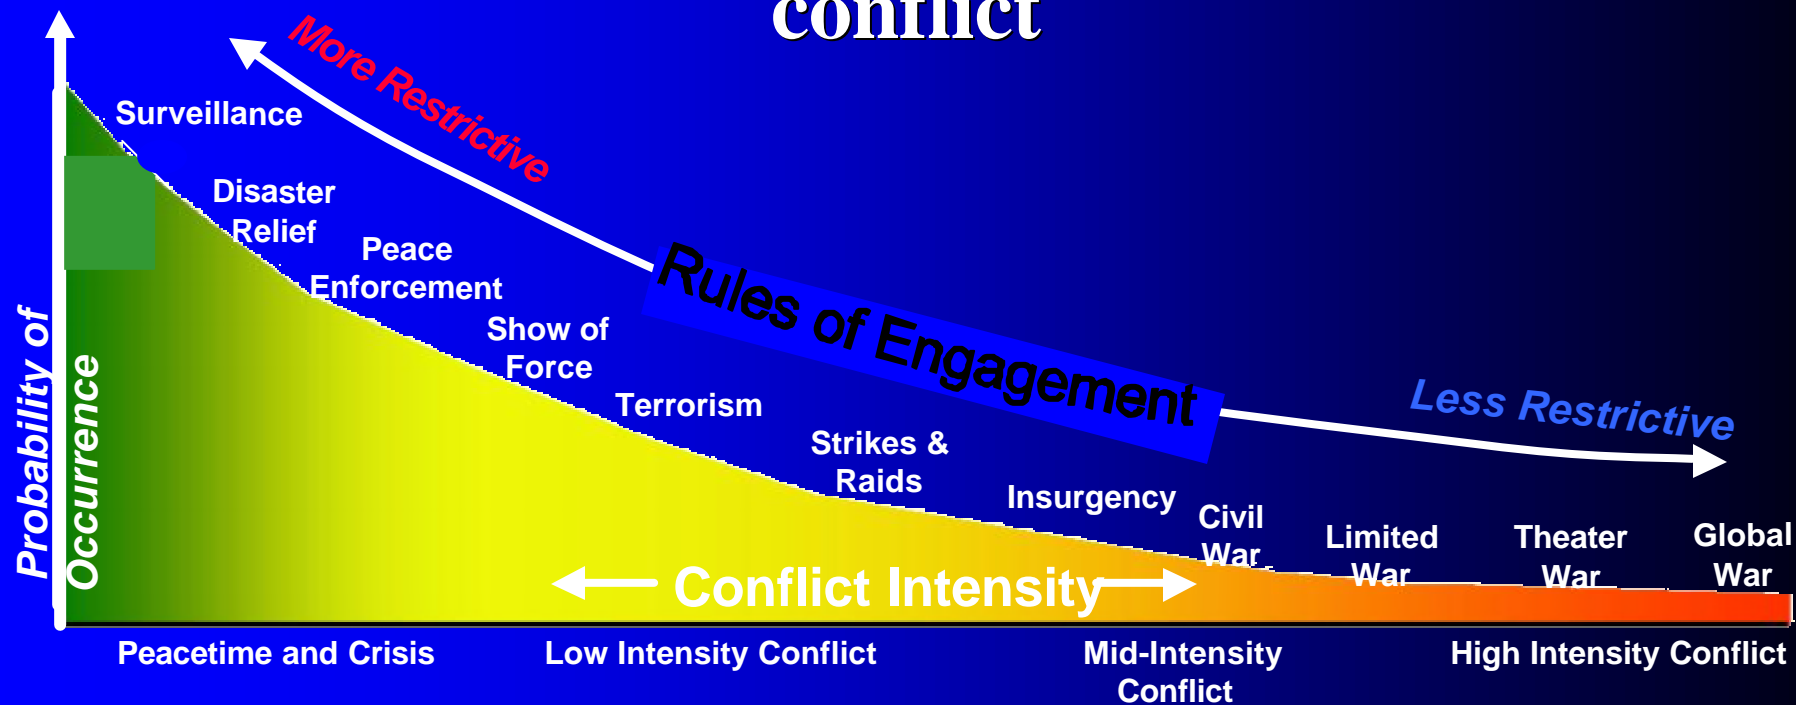 conflict
More Restrictive
Surveillance
Disaster
Relief
Peace
Enforcement
Show of
Force
Terrorism
Rules of Engagement
Less Restrictive
Strikes &
Raids
Insurgency
Civil
War
Limited
War
Theater
War
Global
War
Probability of
Occurrence
Conflict Intensity
Peacetime and Crisis
Low Intensity Conflict
Mid-Intensity
Conflict
High Intensity Conflict